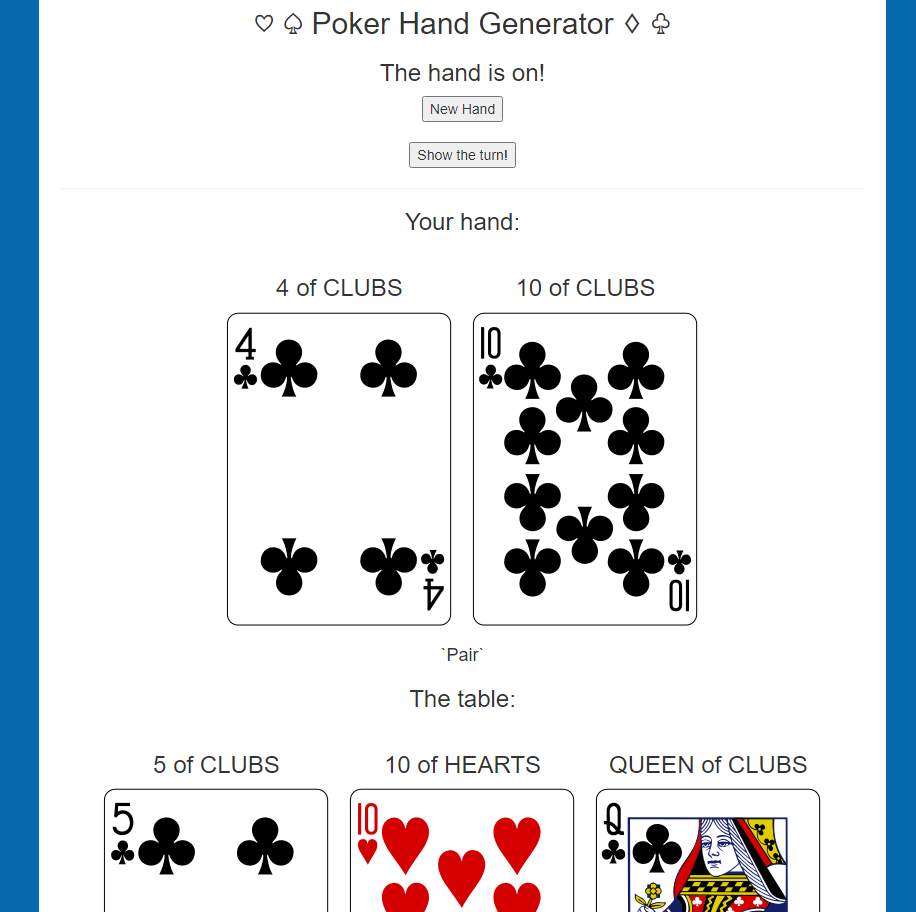 ♡ ♤ Poker Hand Generator ♢ ♧
The hand is on!
New Hand
Show the turn!
Your hand:
4 of CLUBS 10 of CLUBS
4 10
4 10
`Pair`
The table:
5 of CLUBS 10 of HEARTS QUEEN of CLUBS
5 10 Q